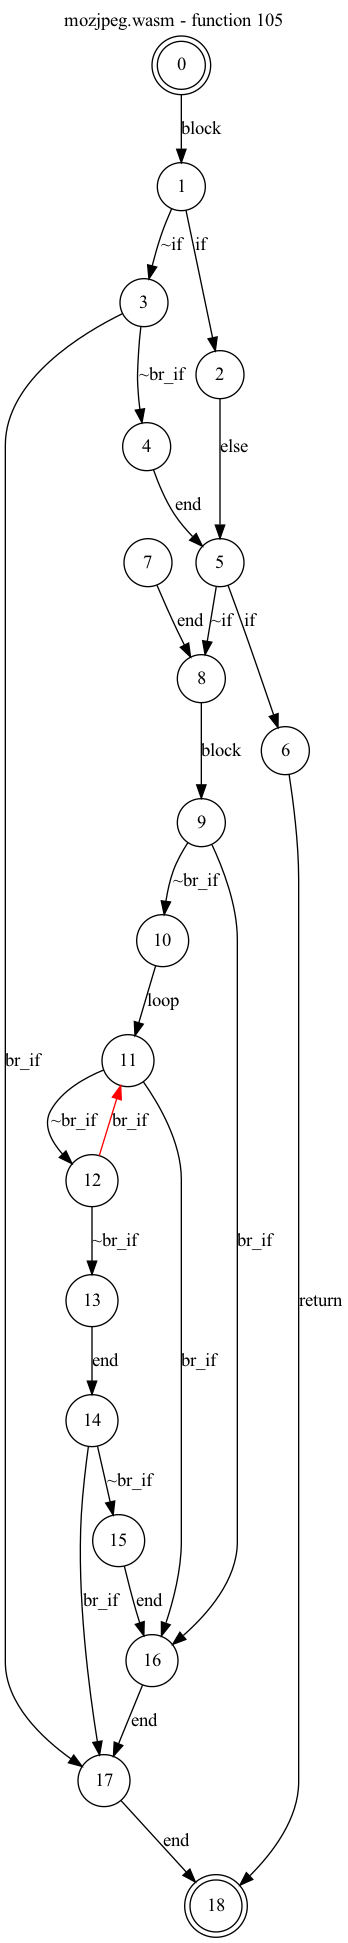 mozjpeg.wasm - function 105
0
block
1
~if if
3
2
~br_if
4
else
end
7 5
end ~if if
8
6
block
9
~br_if
10
loop
11
br_if
~br_if br_if
12
~br_if br_if
13
return
end br_if
14
~br_if
15
br_if end
16
end
17
end
18